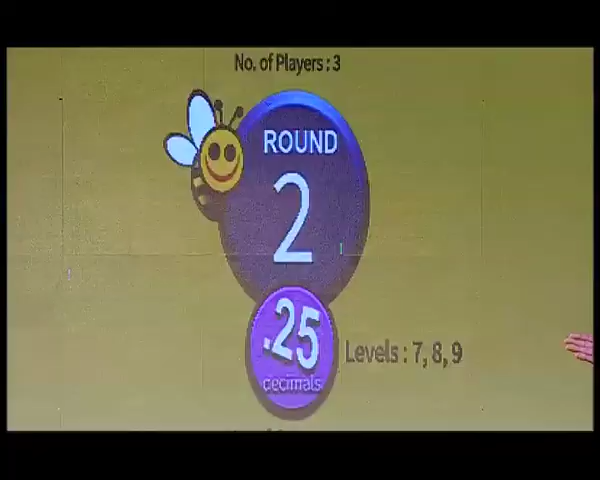 No. of Players : 3
ROUND
2
.25
decimals
Levels : 7, 8, 9